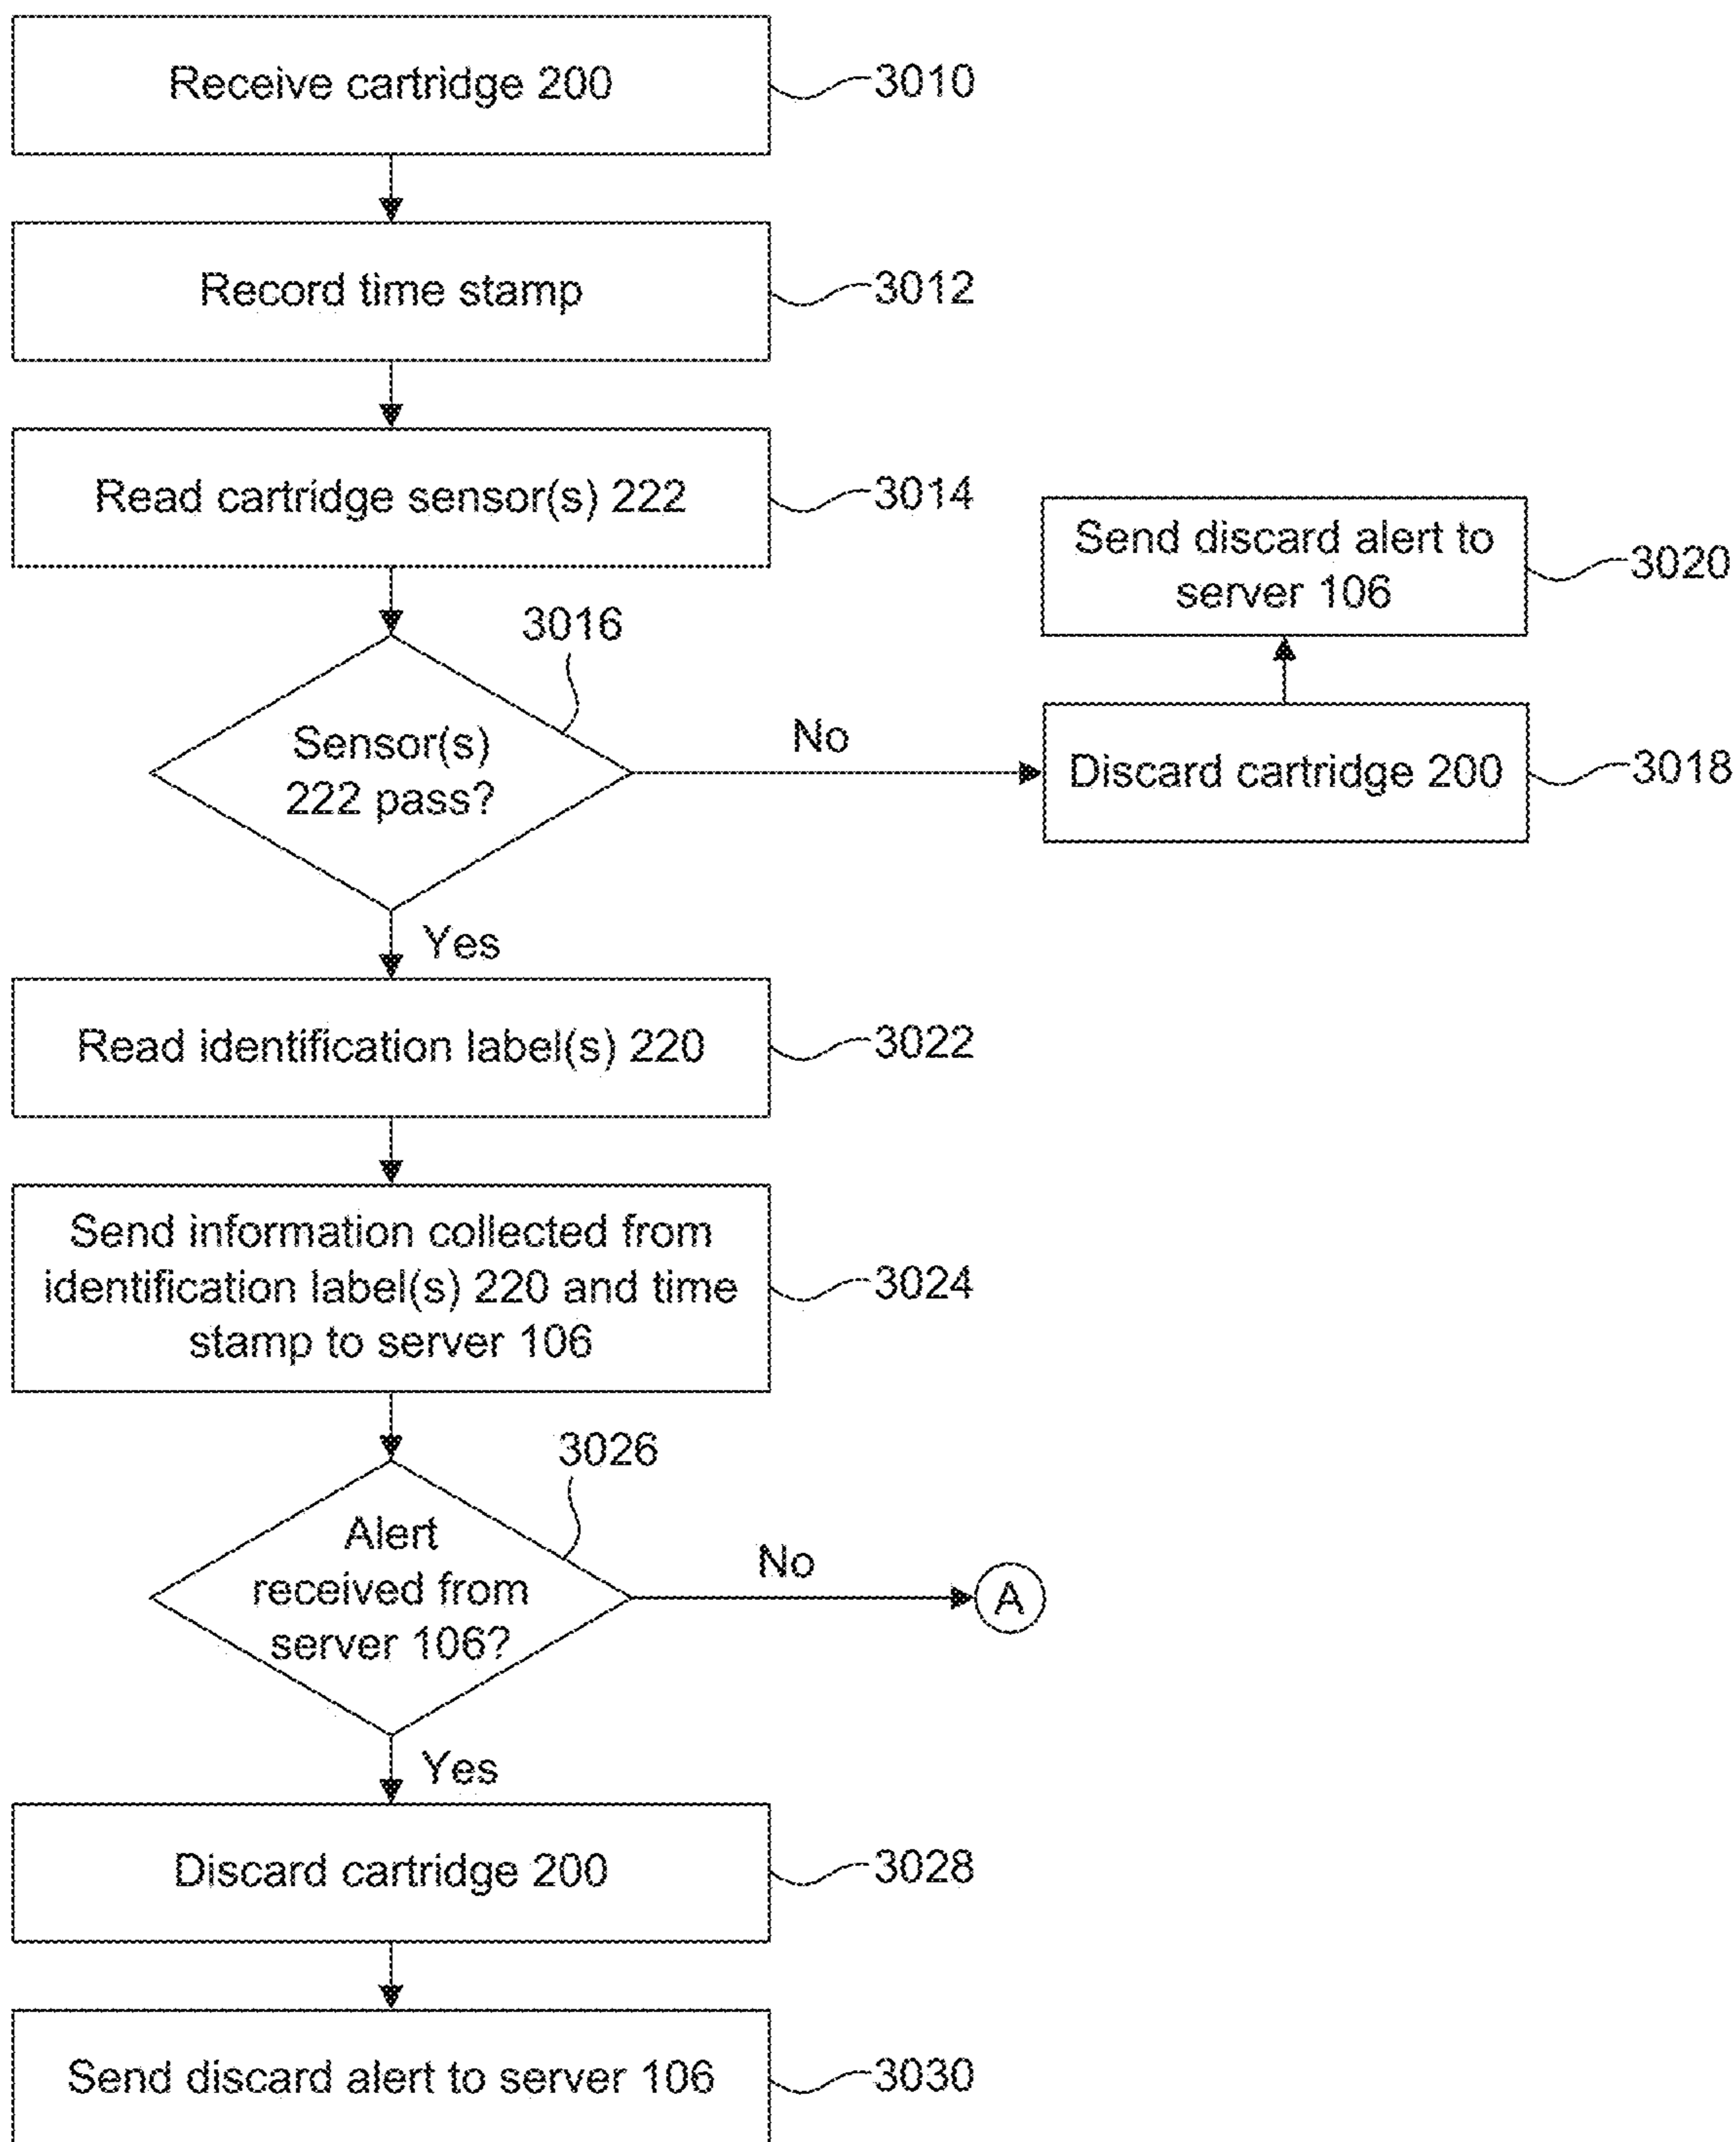 Receive cartridge 200
3010
Record time stamp
3012
Read cartridge sensor(s) 222
3014
Send discard alert to
server 106
3020
3016
Sensor(s)
222 pass?
No
Discard cartridge 200
3018
Yes
Read identification label(s) 220
3022
Send information collected from
identification label(s) 220 and time
stamp to server 106
3024
3026
Alert
received from
server 106?
No
A
Yes
Discard cartridge 200
3028
Send discard alert to server 106
3030